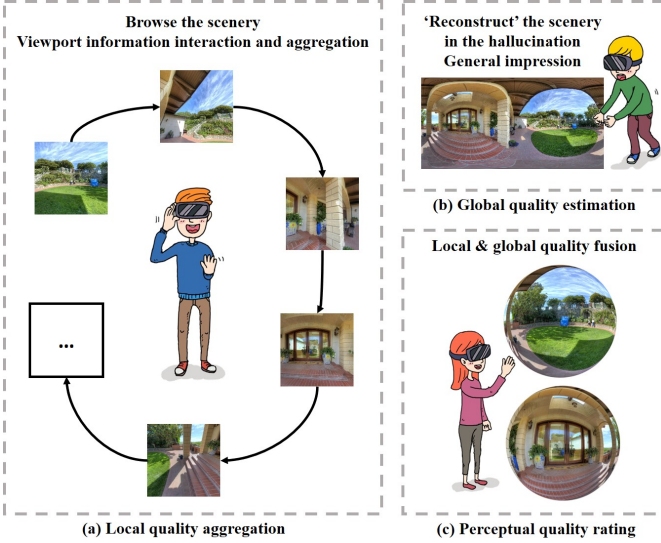 Browse the scenery
Viewport information interaction and aggregation
...
(a) Local quality aggregation
‘Reconstruct’ the scenery
in the hallucination
General impression
(b) Global quality estimation
Local & global quality fusion
(c) Perceptual quality rating